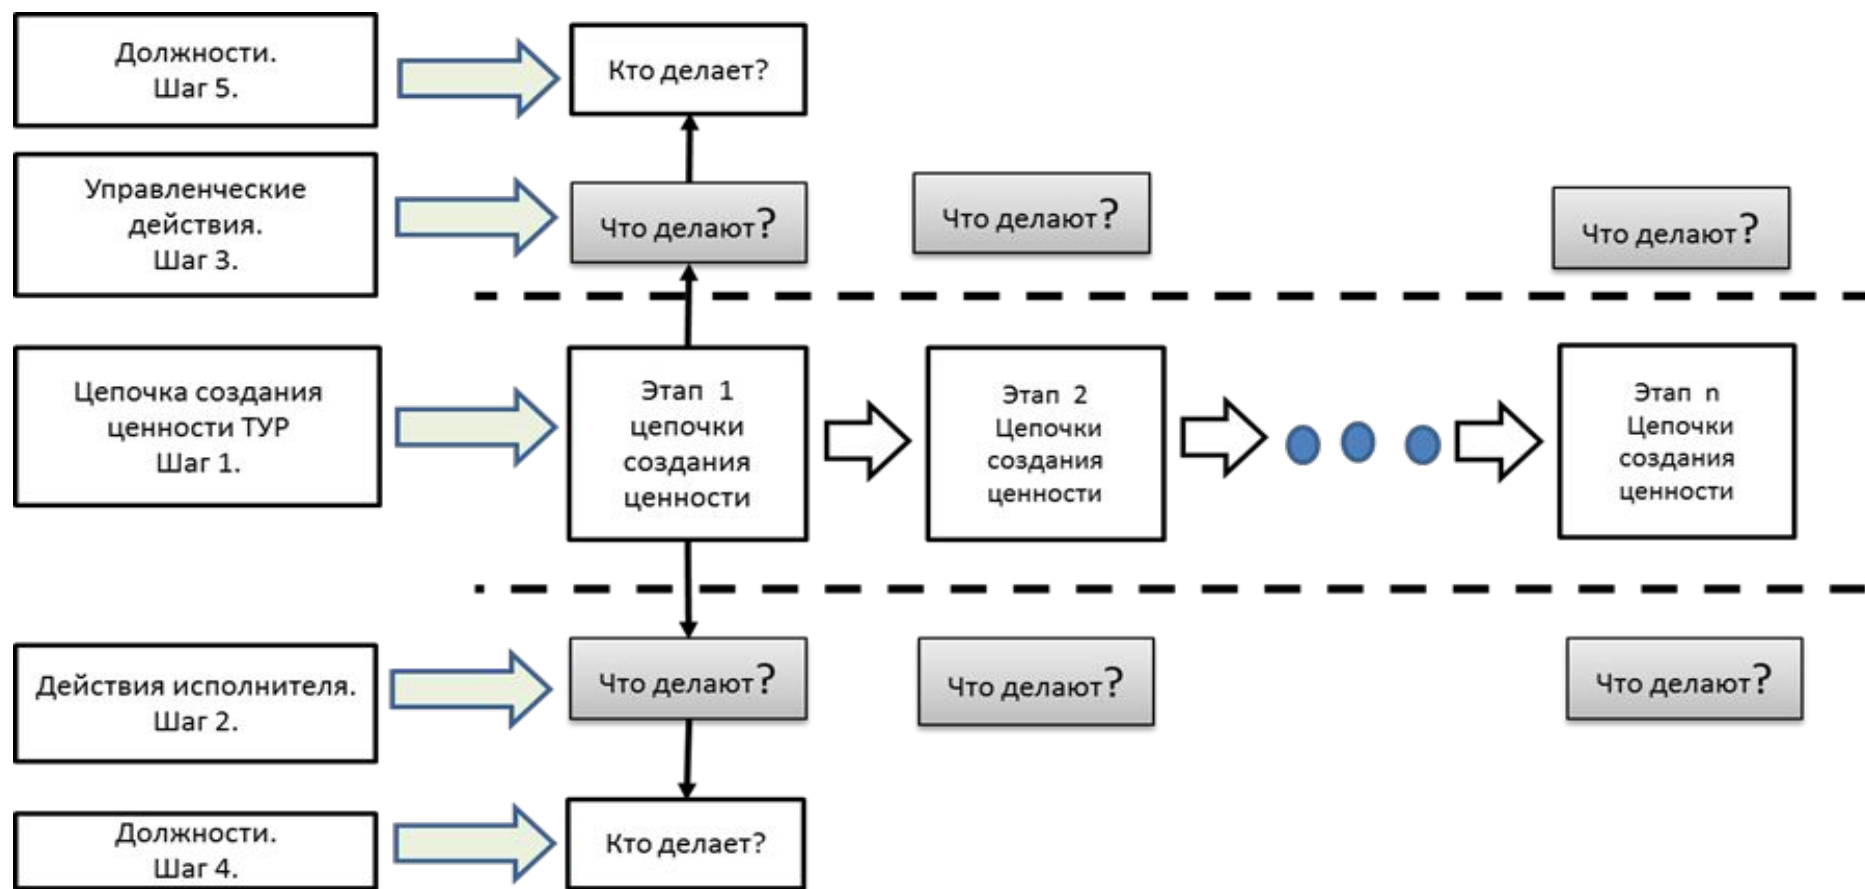 Должности.
Шаг 5.
Кто делает?
Управленческие
действия.
Шаг 3.
Что делают?
Что делают?
Что делают?
Цепочка создания
ценности ТУР
Шаг 1.
Этап 1
цепочки
создания
ценности
Этап 2
Цепочки
создания
ценности
Этап n
Цепочки
создания
ценности
Действия исполнителя.
Шаг 2.
Что делают?
Что делают?
Что делают?
Должности.
Шаг 4.
Кто делает?